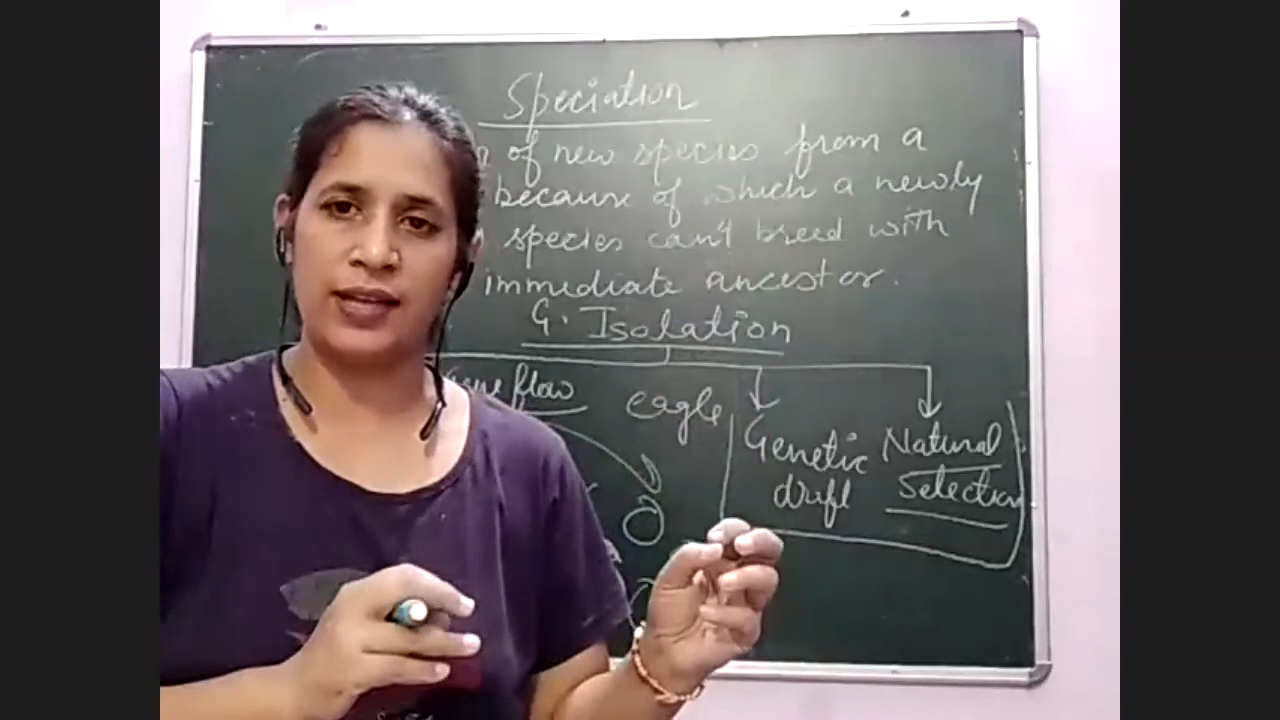 Speciation
of new species from a
because of which a newly
species can't breed with
immediate ancestor.
G. Isolation
flow
eagle
Genetic
drift
Natural
Selection